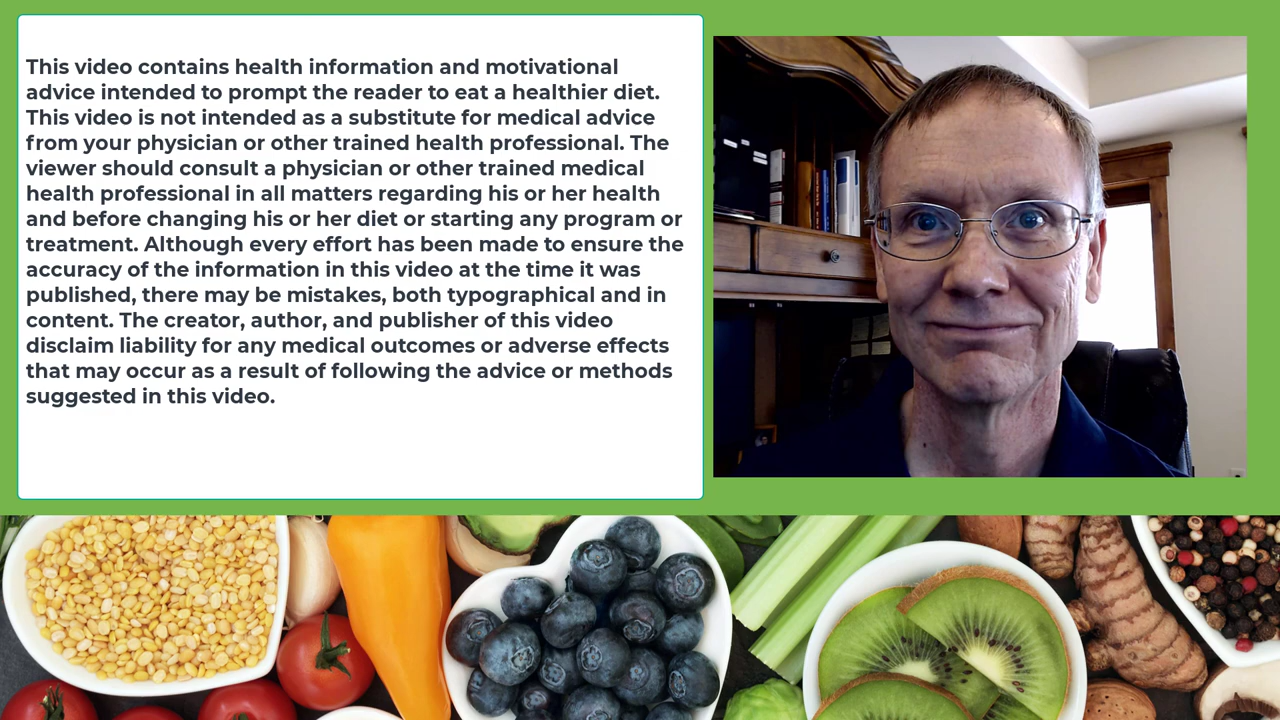 This video contains health information and motivational
advice intended to prompt the reader to eat a healthier diet.
This video is not intended as a substitute for medical advice
from your physician or other trained health professional. The
viewer should consult a physician or other trained medical
health professional in all matters regarding his or her health
and before changing his or her diet or starting any program or
treatment. Although every effort has been made to ensure the
accuracy of the information in this video at the time it was
published, there may be mistakes, both typographical and in
content. The creator, author, and publisher of this video
disclaim liability for any medical outcomes or adverse effects
that may occur as a result of following the advice or methods
suggested in this video.